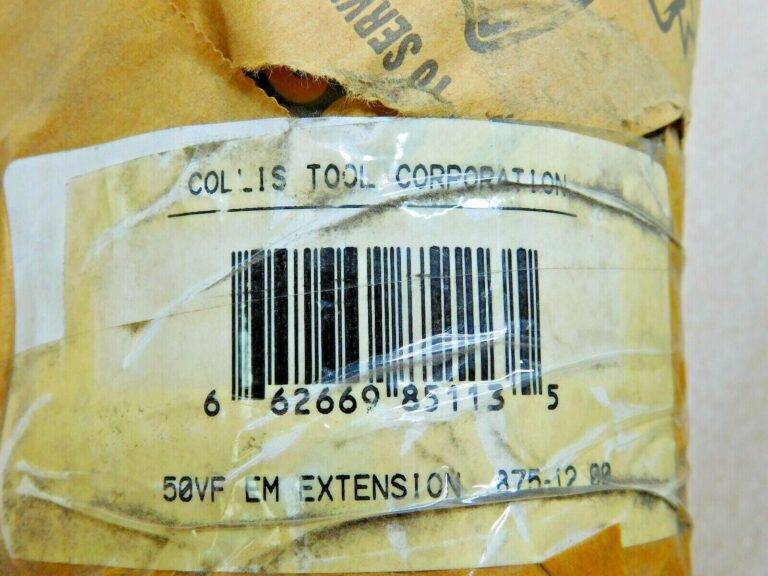 TO SERV
COLLIS TOOL CORPORATION
6 62669 85113 5
50VF EM EXTENSION .875-12.00